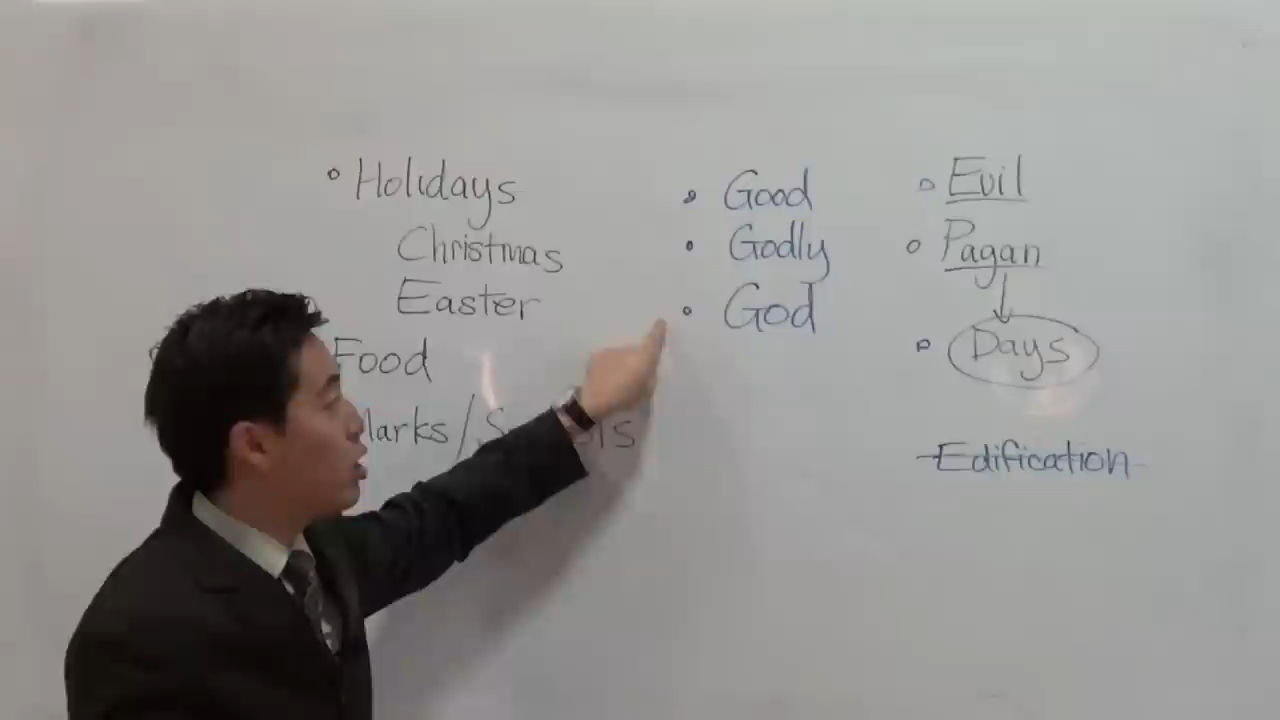 Holidays
Christmas
Easter
Food
Good
Godly
God
Evil
Pagan
Days
Edification